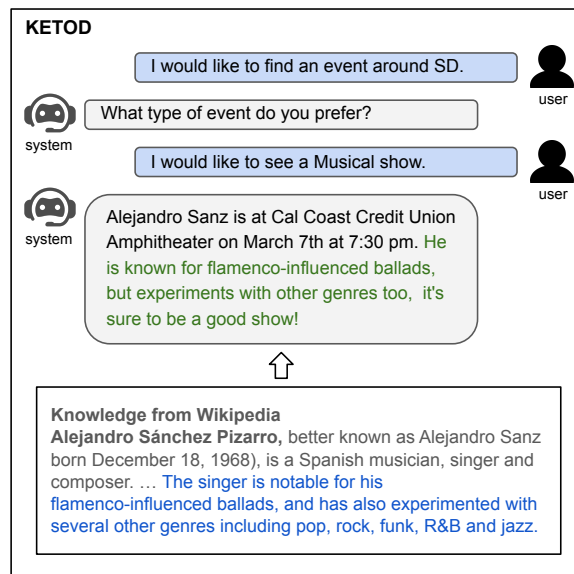 KETOD
I would like to find an event around SD.
user
What type of event do you prefer?
system
I would like to see a Musical show.
user
system
Alejandro Sanz is at Cal Coast Credit Union
Amphitheater on March 7th at 7:30 pm. He
is known for flamenco-influenced ballads,
but experiments with other genres too, it's
sure to be a good show!
Knowledge from Wikipedia
Alejandro Sánchez Pizarro, better known as Alejandro Sanz
born December 18, 1968), is a Spanish musician, singer and
composer. … The singer is notable for his
flamenco-influenced ballads, and has also experimented with
several other genres including pop, rock, funk, R&B and jazz.